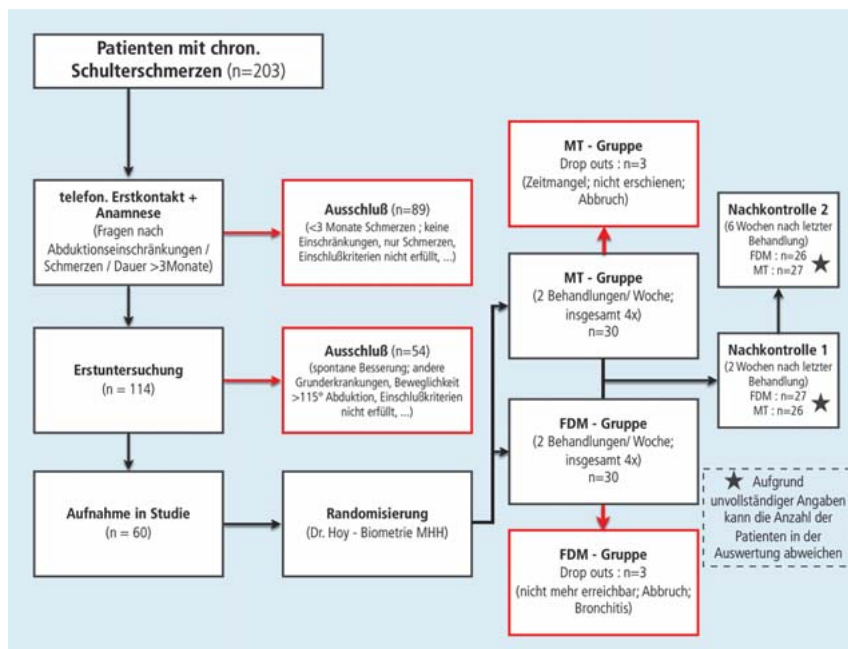 Patienten mit chron.
Schulterschmerzen (n=203)
telefon. Erstkontakt +
Anamnese
(Fragen nach
Abduktionseinschränkungen /
Schmerzen / Dauer >3Monate)
Ausschluß (n=89)
(<3 Monate Schmerzen ; keine
Einschränkungen, nur Schmerzen,
Einschlußkriterien nicht erfüllt, ...)
Erstuntersuchung
(n = 114)
Ausschluß (n=54)
(spontane Besserung; andere
Grunderkrankungen, Beweglichkeit
>115° Abduktion, Einschlußkriterien
nicht erfüllt, ...)
Aufnahme in Studie
(n = 60)
Randomisierung
(Dr. Hoy - Biometrie MHH)
MT - Gruppe
Drop outs : n=3
(Zeitmangel; nicht erschienen;
Abbruch)
MT - Gruppe
(2 Behandlungen/ Woche;
insgesamt 4x)
n=30
FDM - Gruppe
(2 Behandlungen/ Woche;
insgesamt 4x)
n=30
FDM - Gruppe
Drop outs : n=3
(nicht mehr erreichbar; Abbruch;
Bronchitis)
Nachkontrolle 2
(6 Wochen nach letzter
Behandlung)
FDM : n=26
MT : n=27
Nachkontrolle 1
(2 Wochen nach letzter
Behandlung)
FDM : n=27
MT : n=26
Aufgrund
unvollständiger Angaben
kann die Anzahl der
Patienten in der
Auswertung abweichen